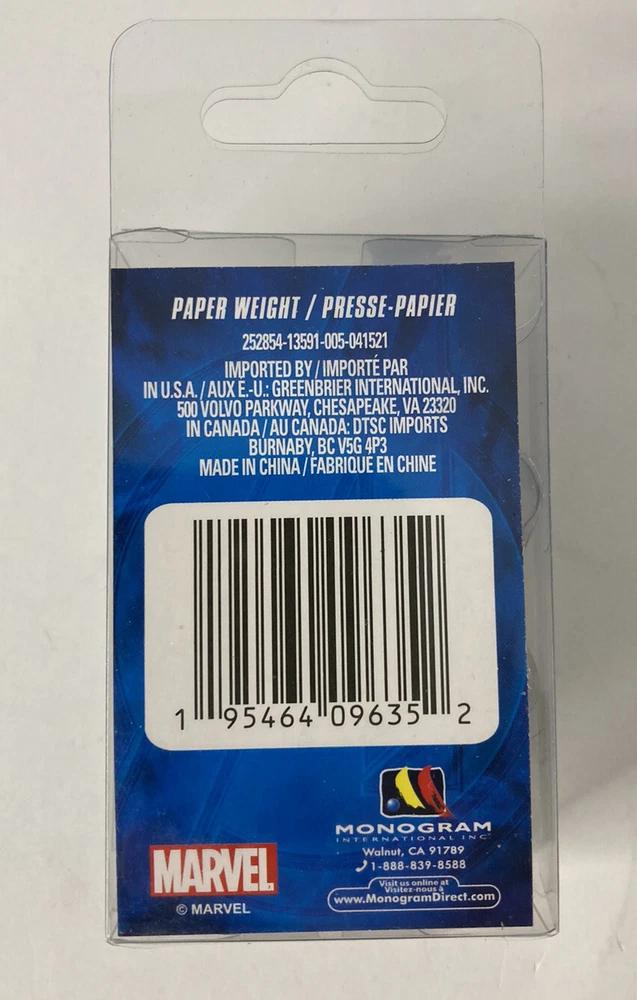 PAPER WEIGHT / PRESSE-PAPIER
252854-13591-005-041521
IMPORTED BY / IMPORTÉ PAR
IN U.S.A. / AUX É.-U.: GREENBRIER INTERNATIONAL, INC.
500 VOLVO PARKWAY, CHESAPEAKE, VA 23320
IN CANADA / AU CANADA: DTSC IMPORTS
BURNABY, BC V5G 4P3
MADE IN CHINA / FABRIQUÉ EN CHINE
1 95464 09635 2
MONOGRAM
INTERNATIONAL INC
Walnut, CA 91789
1-888-839-8588
Visit us online at
Visitez-nous à
www.MonogramDirect.com
MARVEL
© MARVEL